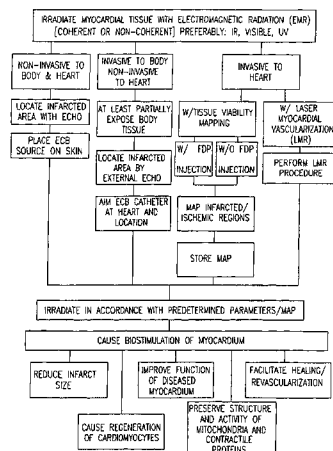 IRRADIATE MYOCARDIAL TISSUE WITH ELECTROMAGNETIC RADIATION (EMR)
[COHERENT OR NON-COHERENT] PREFERABLY: IR, VISIBLE, UV
NON-INVASIVE TO
BODY & HEART
LOCATE INFARCTED
AREA WITH ECHO
PLACE ECB
SOURCE ON SKIN
INVASIVE TO BODY
NON-INVASIVE
TO HEART
AT LEAST PARTIALLY
EXPOSE BODY
TISSUE
LOCATE INFARCTED
AREA BY
EXTERNAL ECHO
AIM ECB CATHETER
AT HEART AND
LOCATION
INVASIVE TO
HEART
W/TISSUE VIABILITY
MAPPING
W/ FDP
INJECTION
W/O FDP
INJECTION
MAP INFARCTED/
ISCHEMIC REGIONS
STORE MAP
W/ LASER
MYOCARDIAL
VASCULARIZATION
(LMR)
PERFORM LMR
PROCEDURE
IRRADIATE IN ACCORDANCE WITH PREDETERMINED PARAMETERS/MAP
CAUSE BIOSTIMULATION OF MYOCARDIUM
REDUCE INFARCT
SIZE
CAUSE REGENERATION
OF CARDIOMYOCYTES
IMPROVE FUNCTION
OF DISEASED
MYOCARDIUM
PRESERVE STRUCTURE
AND ACTIVITY OF
MITOCHONDRIA AND
CONTRACTILE
PROTEINS
FACILITATE HEALING/
REVASCULARIZATION